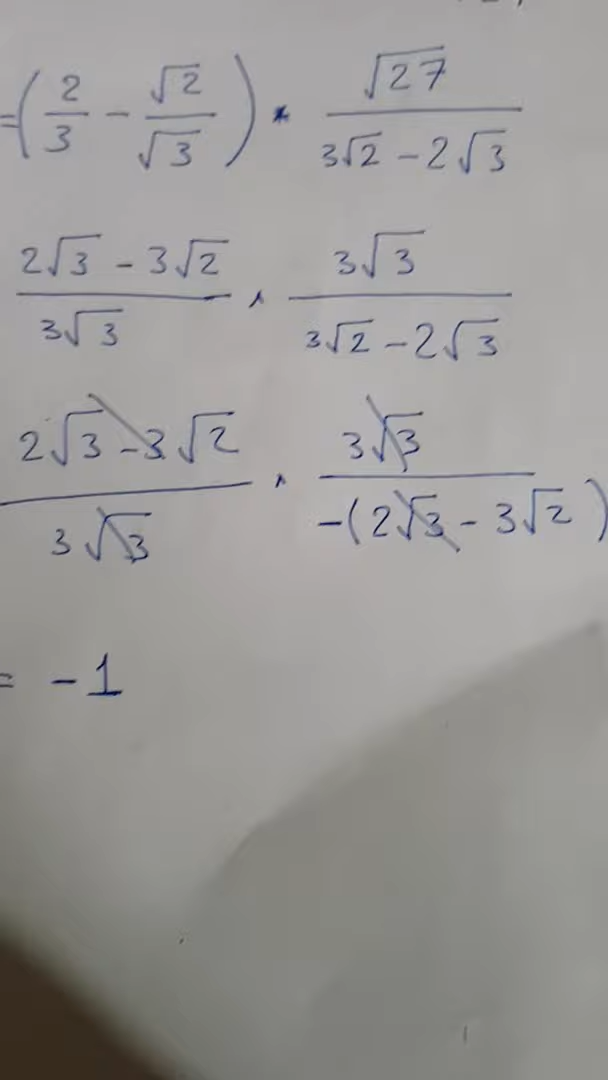 =(2/3 - √2/√3) · √27/(3√2 - 2√3)
(2√3 - 3√2)/(3√3) · 3√3/(3√2 - 2√3)
(2√3 - 3√2)/(3√3) · 3√3/(-(2√3 - 3√2))
= -1